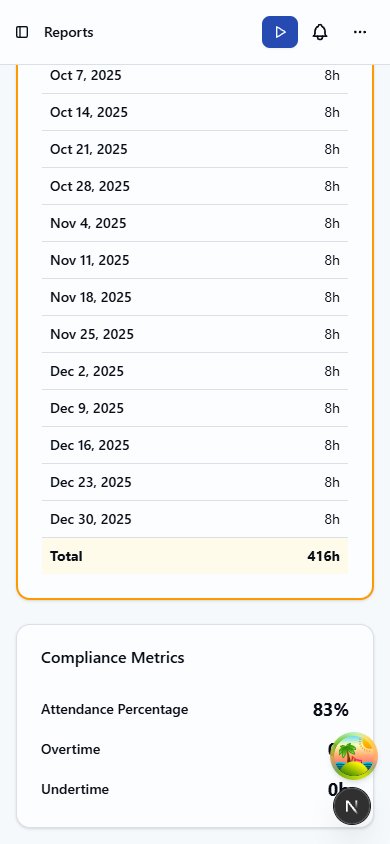 Reports
Oct 7, 2025 8h
Oct 14, 2025 8h
Oct 21, 2025 8h
Oct 28, 2025 8h
Nov 4, 2025 8h
Nov 11, 2025 8h
Nov 18, 2025 8h
Nov 25, 2025 8h
Dec 2, 2025 8h
Dec 9, 2025 8h
Dec 16, 2025 8h
Dec 23, 2025 8h
Dec 30, 2025 8h
Total 416h
Compliance Metrics
Attendance Percentage 83%
Overtime
Undertime 0h
N